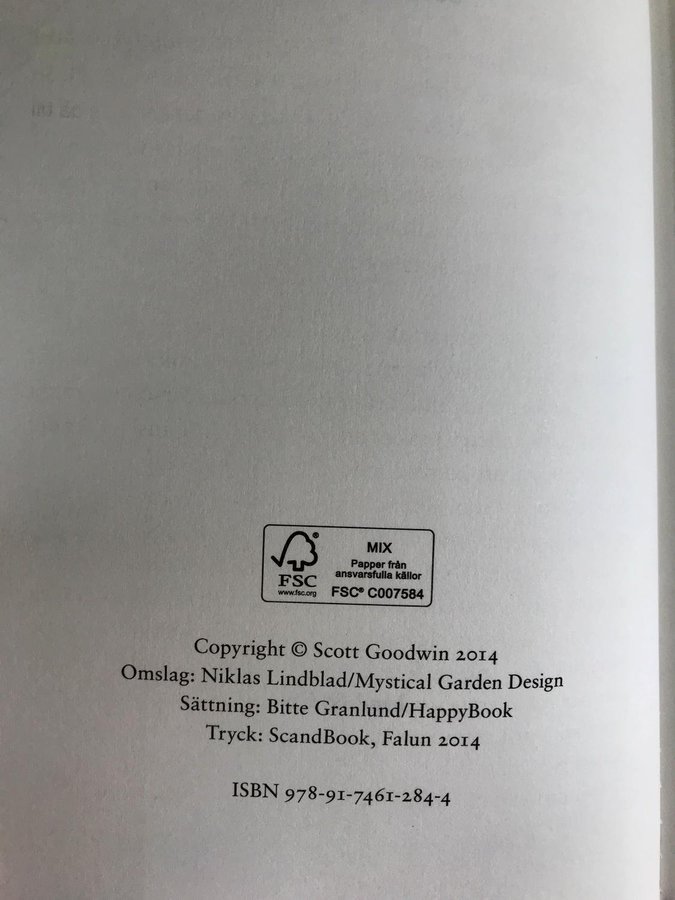 FSC®
www.fsc.org
MIX
Papper från
ansvarsfulla källor
FSC® C007584
Copyright © Scott Goodwin 2014
Omslag: Niklas Lindblad/Mystical Garden Design
Sättning: Bitte Granlund/HappyBook
Tryck: ScandBook, Falun 2014
ISBN 978-91-7461-284-4